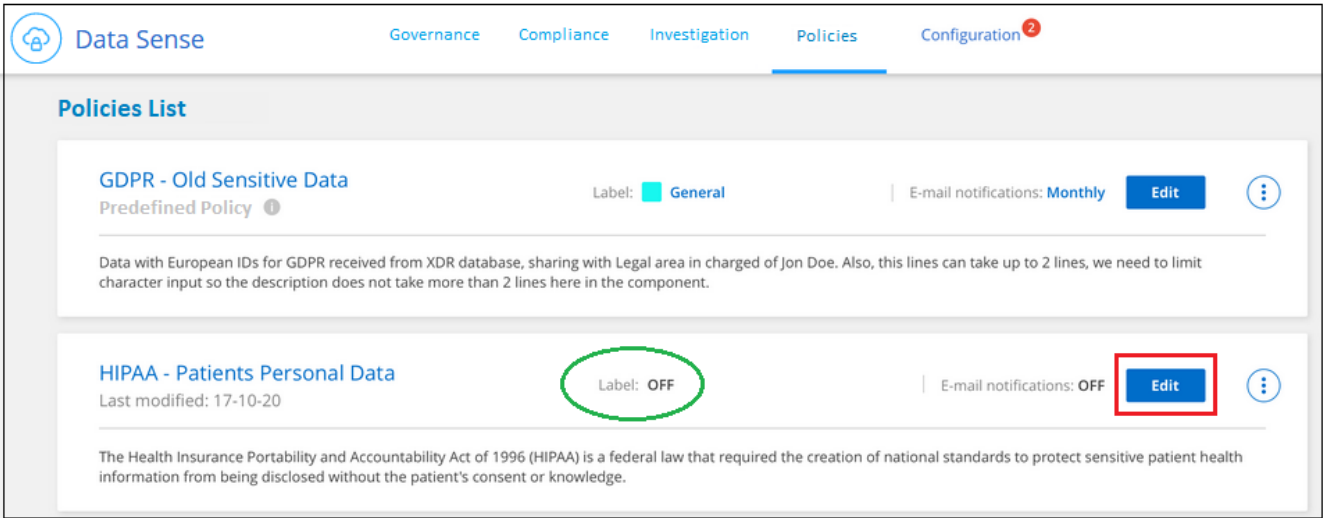 Data Sense
Governance Compliance Investigation Policies Configuration 2
Policies List
GDPR - Old Sensitive Data
Predefined Policy i
Label: General
E-mail notifications: Monthly
Edit
Data with European IDs for GDPR received from XDR database, sharing with Legal area in charged of Jon Doe. Also, this lines can take up to 2 lines, we need to limit
character input so the description does not take more than 2 lines here in the component.
HIPAA - Patients Personal Data
Last modified: 17-10-20
Label: OFF
E-mail notifications: OFF
Edit
The Health Insurance Portability and Accountability Act of 1996 (HIPAA) is a federal law that required the creation of national standards to protect sensitive patient health
information from being disclosed without the patient's consent or knowledge.